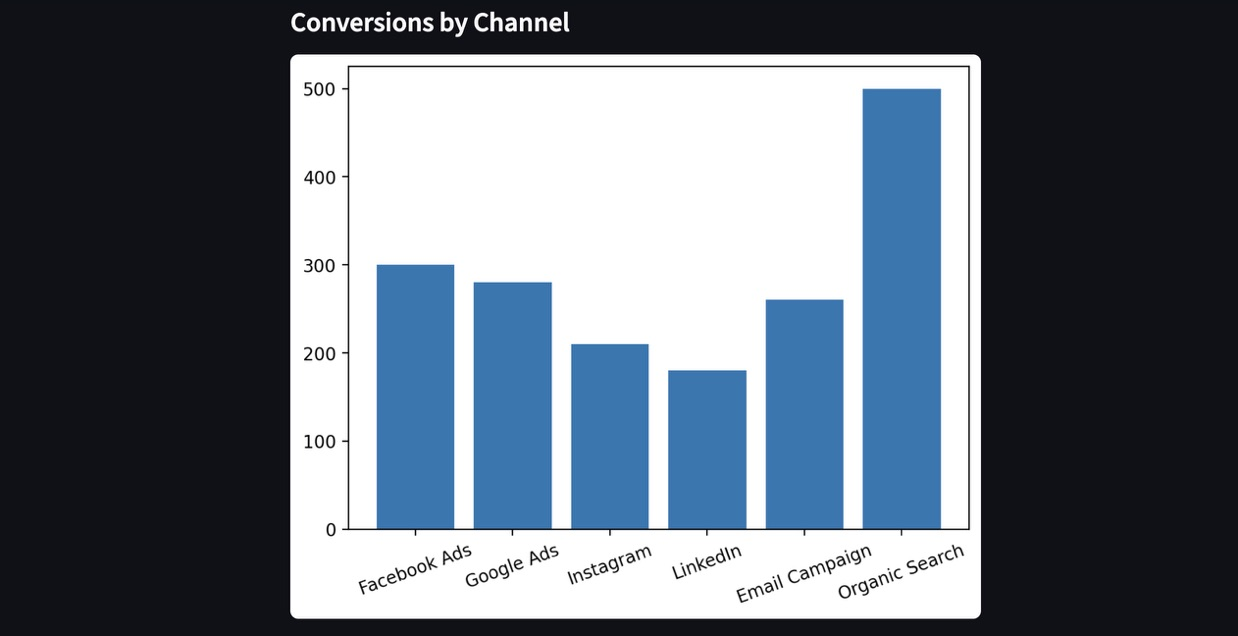 Conversions by Channel
500
400
300
200
100
0
Facebook Ads
Google Ads
Instagram
LinkedIn
Email Campaign
Organic Search